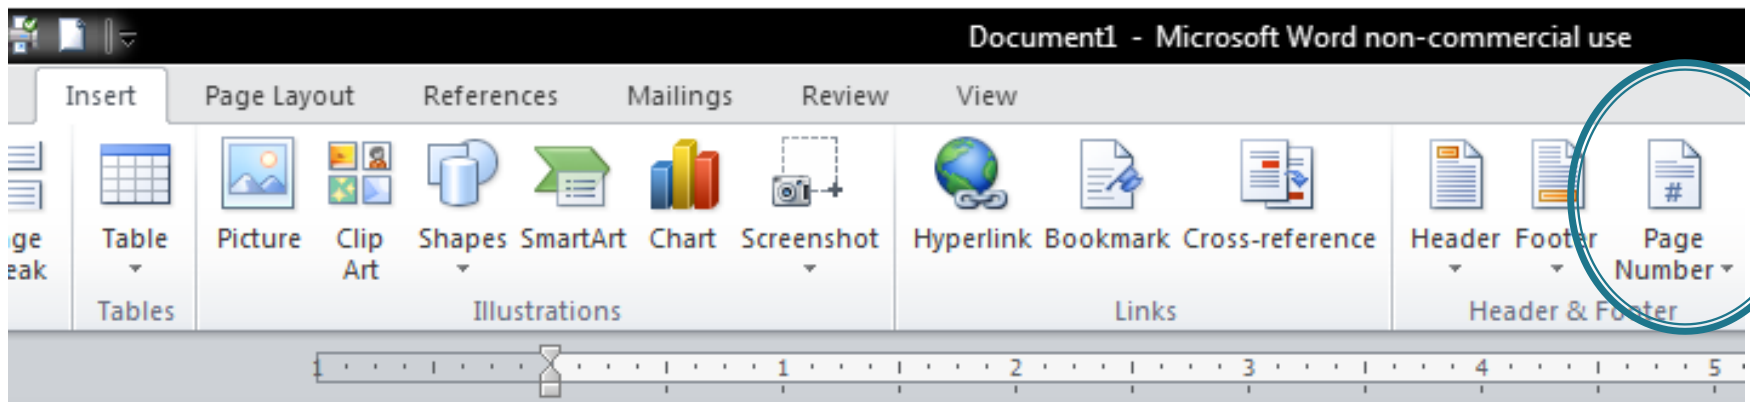 Document1 - Microsoft Word non-commercial use
Insert Page Layout References Mailings Review View
Table Picture Clip Art Shapes SmartArt Chart Screenshot Hyperlink Bookmark Cross-reference Header Footer Page Number
#
Tables Illustrations Links Header & Footer
1 1 2 3 4 5